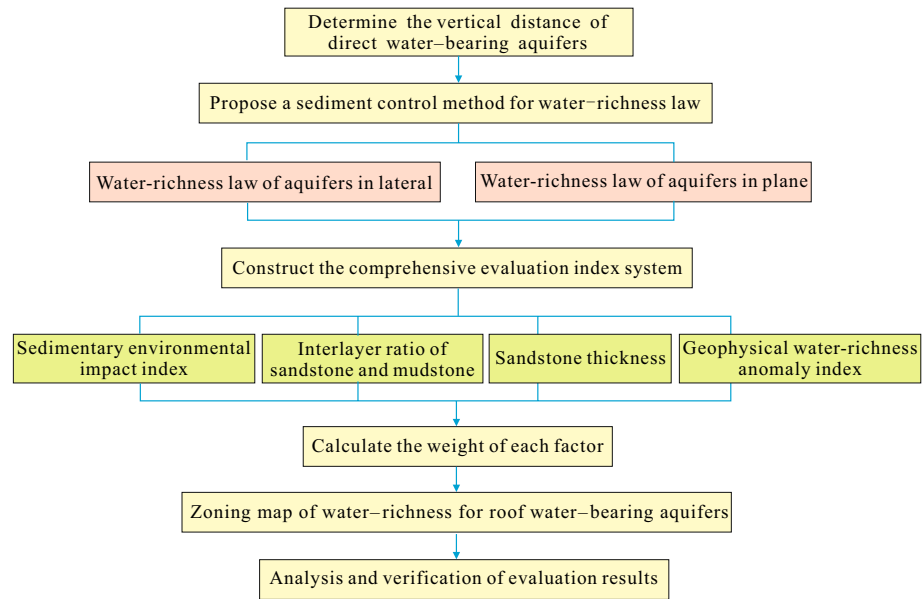 Determine the vertical distance of
direct water–bearing aquifers
Propose a sediment control method for water−richness law
Water-richness law of aquifers in lateral
Water-richness law of aquifers in plane
Construct the comprehensive evaluation index system
Sedimentary environmental
impact index
Interlayer ratio of
sandstone and mudstone
Sandstone thickness
Geophysical water-richness
anomaly index
Calculate the weight of each factor
Zoning map of water–richness for roof water–bearing aquifers
Analysis and verification of evaluation results